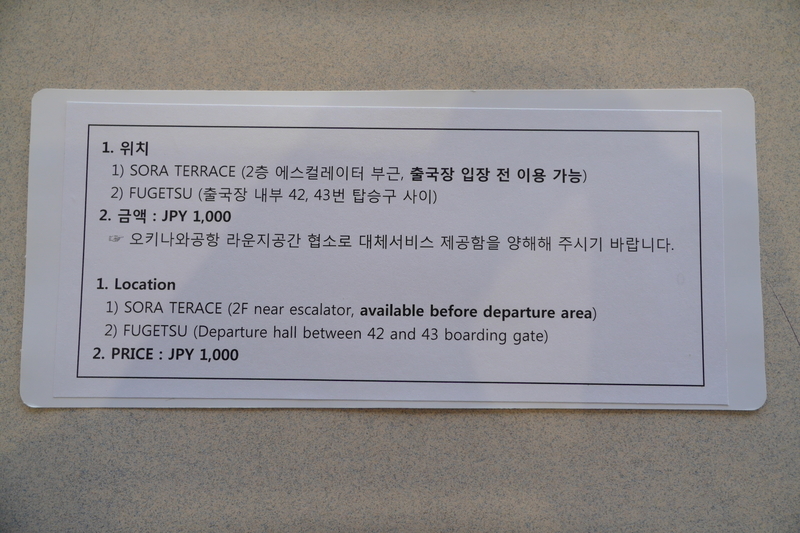 1. 위치
1) SORA TERRACE (2층 에스컬레이터 부근, 출국장 입장 전 이용 가능)
2) FUGETSU (출국장 내부 42, 43번 탑승구 사이)
2. 금액 : JPY 1,000
☞ 오키나와공항 라운지공간 협소로 대체서비스 제공함을 양해해 주시기 바랍니다.
1. Location
1) SORA TERACE (2F near escalator, available before departure area)
2) FUGETSU (Departure hall between 42 and 43 boarding gate)
2. PRICE : JPY 1,000